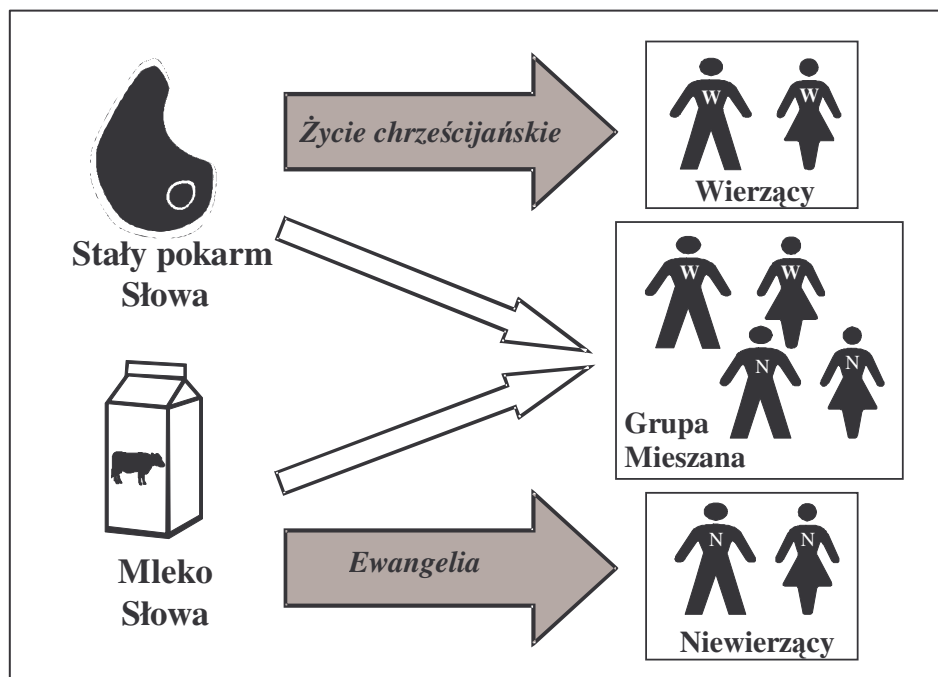 Życie chrześcijańskie
W W
Wierzący
Stały pokarm
Słowa
W W
N N
Grupa
Mieszana
Mleko
Słowa
Ewangelia
N N
Niewierzący